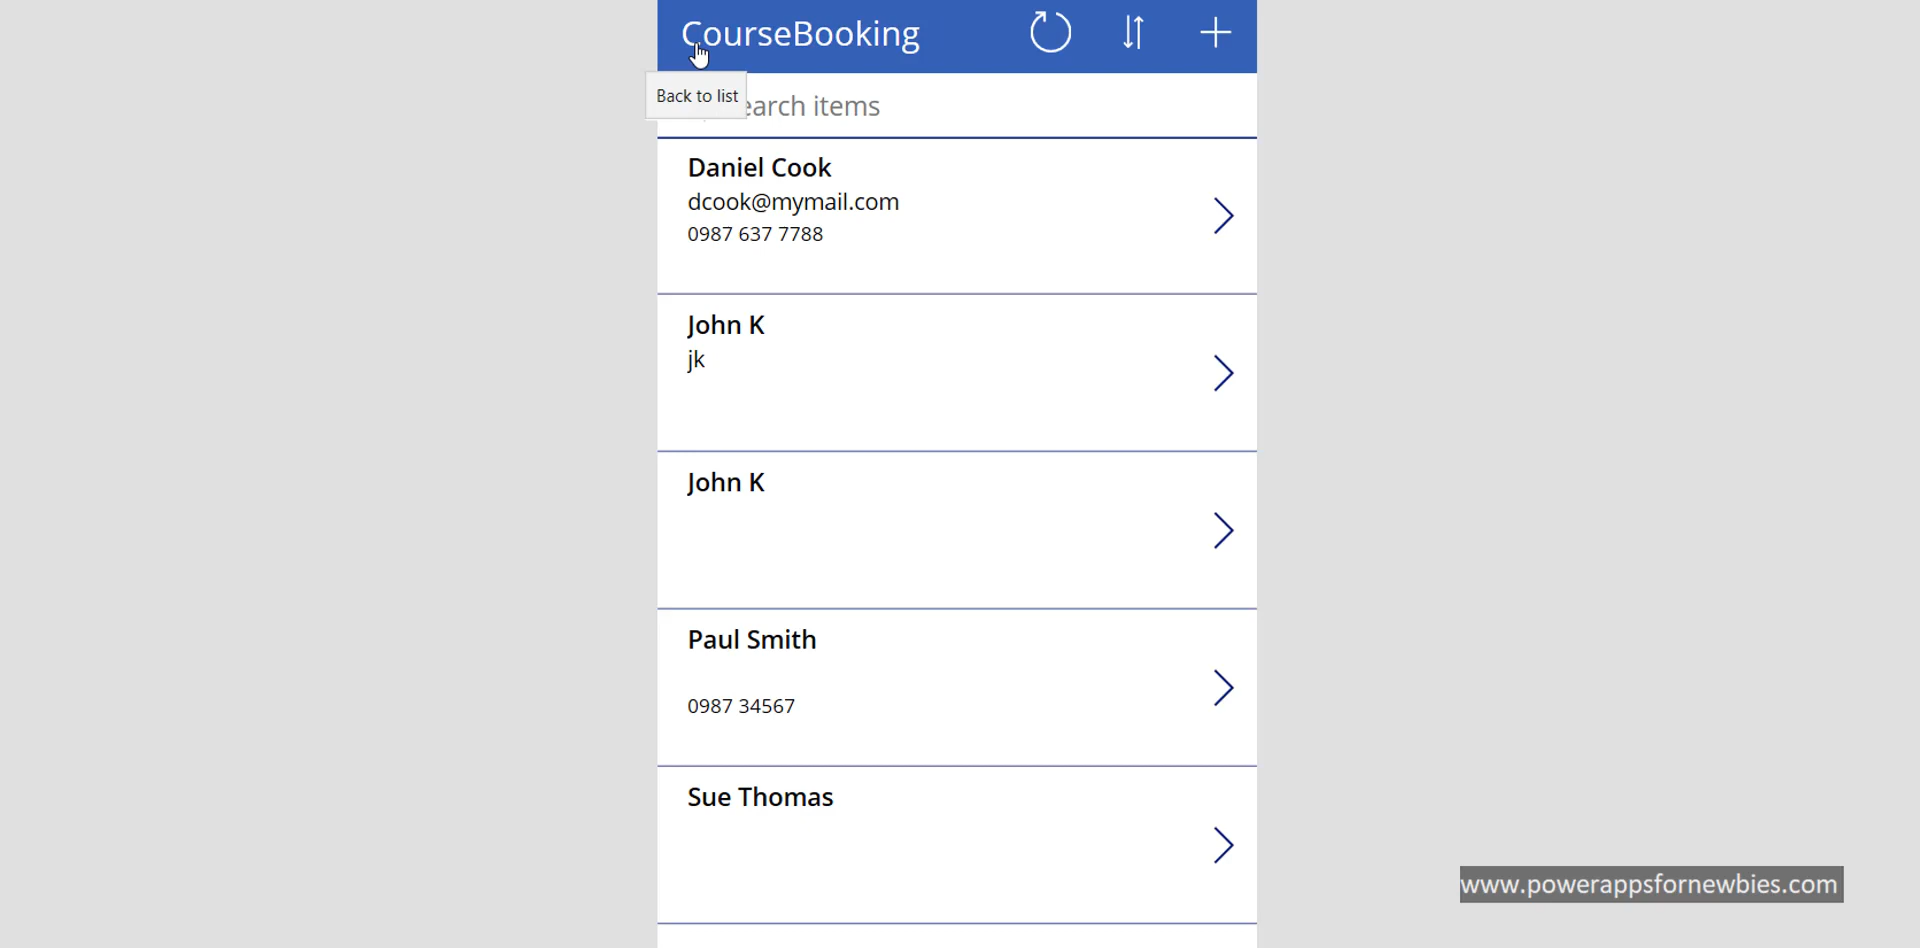 CourseBooking
Back to list
earch items
Daniel Cook
dcook@mymail.com
0987 637 7788
John K
jk
John K
Paul Smith
0987 34567
Sue Thomas
www.powerappsfornewbies.com